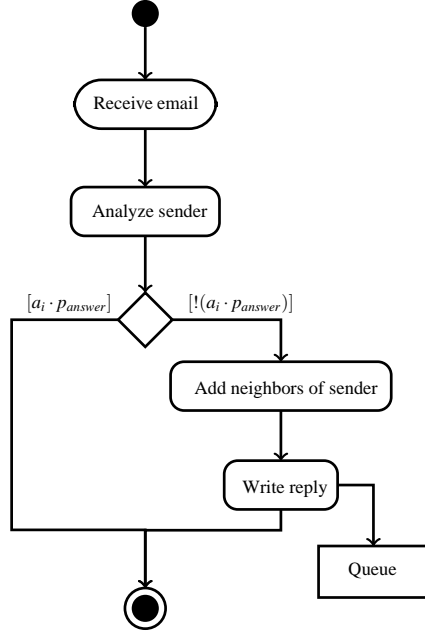 Receive email
Analyze sender
[a_i · p_answer] [!(a_i · p_answer)]
Add neighbors of sender
Write reply
Queue